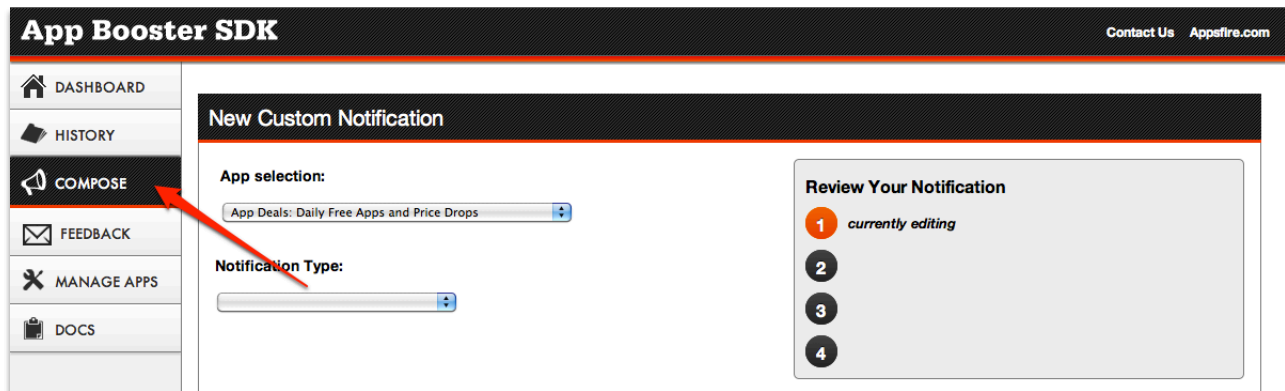 App Booster SDK
Contact Us Appsfire.com
DASHBOARD
HISTORY
COMPOSE
FEEDBACK
MANAGE APPS
DOCS
New Custom Notification
App selection:
App Deals: Daily Free Apps and Price Drops
Notification Type:
Review Your Notification
1 currently editing
2
3
4